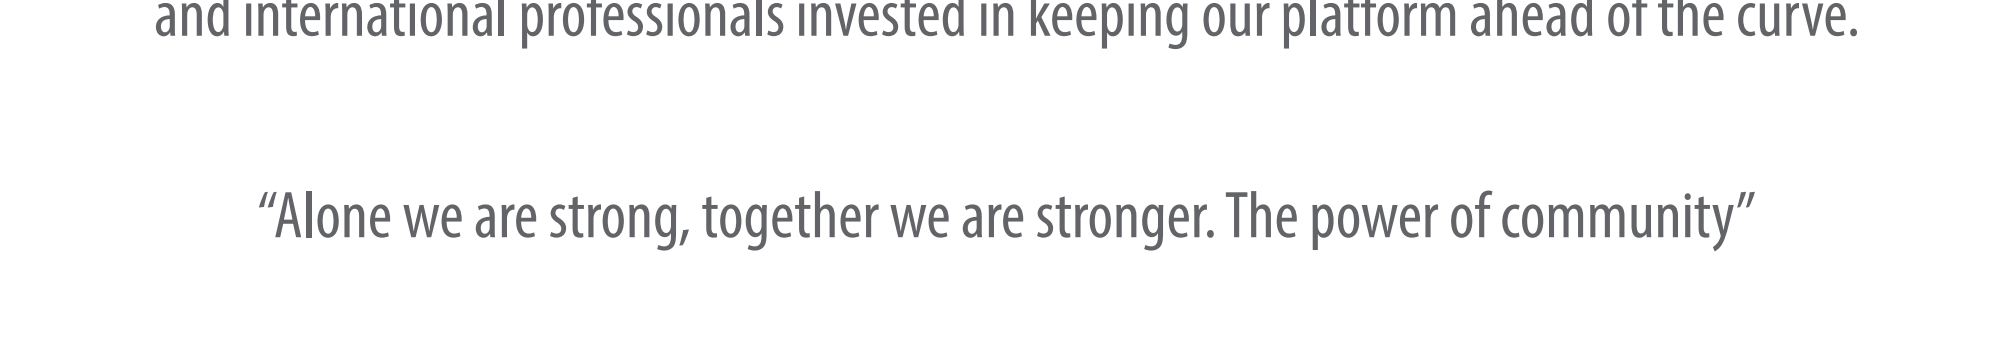 and international professionals invested in keeping our platform ahead of the curve.
“Alone we are strong, together we are stronger. The power of community”